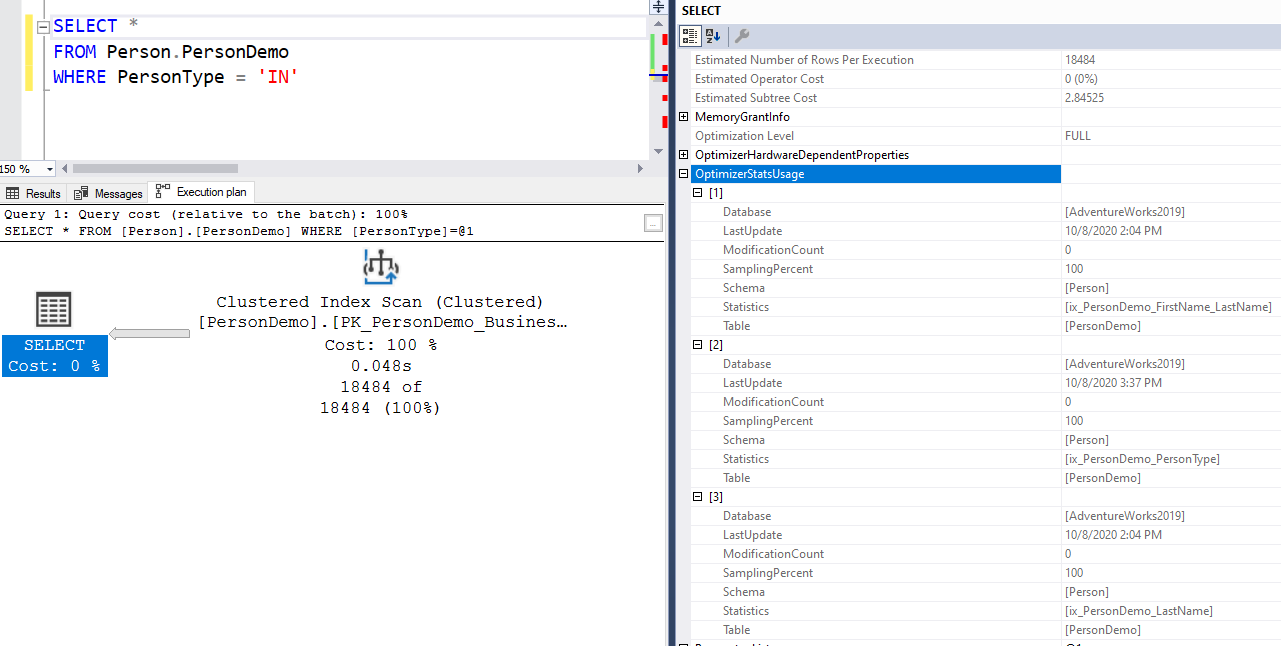 SELECT *
FROM Person.PersonDemo
WHERE PersonType = 'IN'
150 %
Results Messages Execution plan
Query 1: Query cost (relative to the batch): 100%
SELECT * FROM [Person].[PersonDemo] WHERE [PersonType]=@1
...
Clustered Index Scan (Clustered)
[PersonDemo].[PK_PersonDemo_Busines…
Cost: 100 %
0.048s
18484 of
18484 (100%)
SELECT
Cost: 0 %
SELECT
Estimated Number of Rows Per Execution 18484
Estimated Operator Cost 0 (0%)
Estimated Subtree Cost 2.84525
MemoryGrantInfo
Optimization Level FULL
OptimizerHardwareDependentProperties
OptimizerStatsUsage
[1]
Database [AdventureWorks2019]
LastUpdate 10/8/2020 2:04 PM
ModificationCount 0
SamplingPercent 100
Schema [Person]
Statistics [ix_PersonDemo_FirstName_LastName]
Table [PersonDemo]
[2]
Database [AdventureWorks2019]
LastUpdate 10/8/2020 3:37 PM
ModificationCount 0
SamplingPercent 100
Schema [Person]
Statistics [ix_PersonDemo_PersonType]
Table [PersonDemo]
[3]
Database [AdventureWorks2019]
LastUpdate 10/8/2020 2:04 PM
ModificationCount 0
SamplingPercent 100
Schema [Person]
Statistics [ix_PersonDemo_LastName]
Table [PersonDemo]